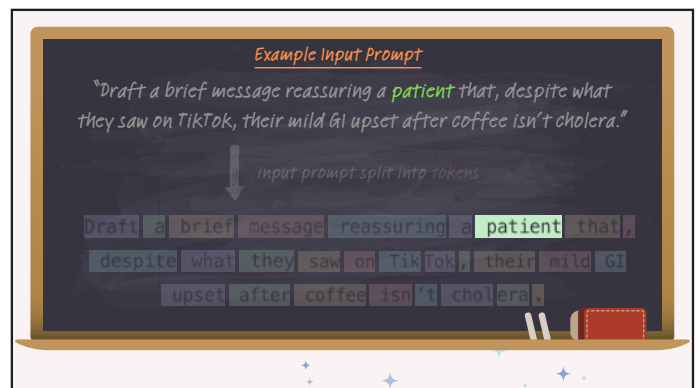 Example Input Prompt
"Draft a brief message reassuring a patient that, despite what
they saw on TikTok, their mild GI upset after coffee isn't cholera."
input prompt split into tokens
Draft a brief message reassuring a patient that,
despite what they saw on TikTok, their mild GI
upset after coffee isn't cholera.